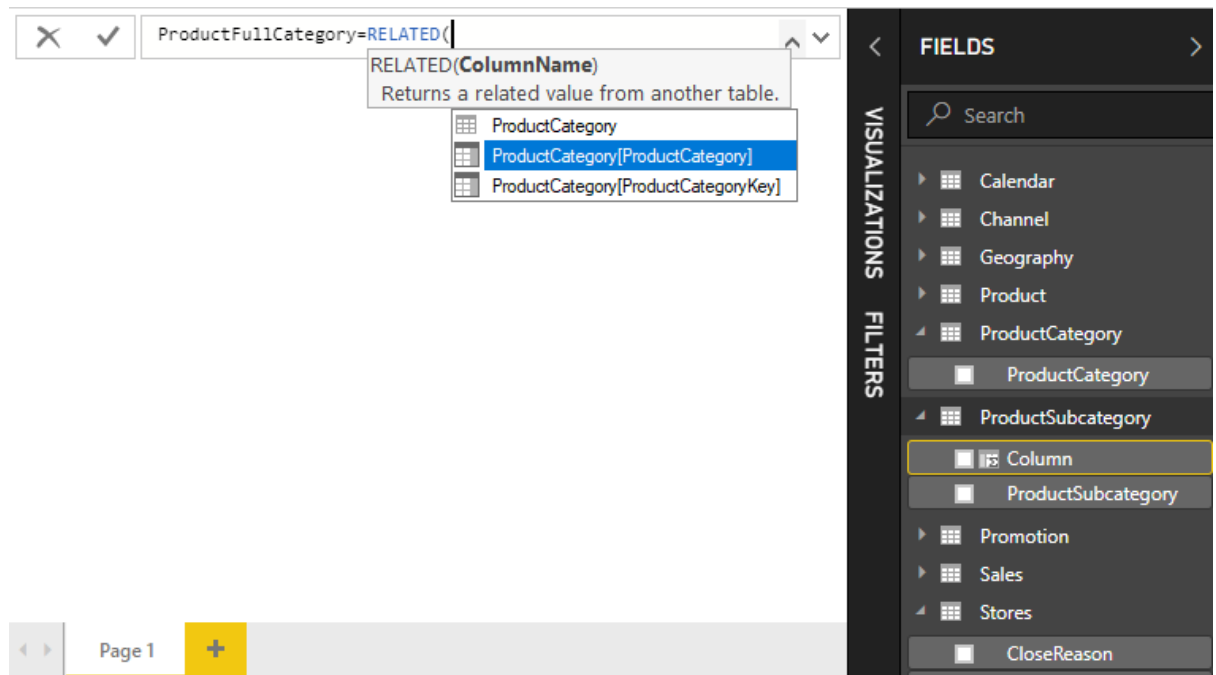 ProductFullCategory=RELATED(
RELATED(ColumnName)
Returns a related value from another table.
ProductCategory
ProductCategory[ProductCategory]
ProductCategory[ProductCategoryKey]
Page 1
VISUALIZATIONS
FILTERS
FIELDS
Search
Calendar
Channel
Geography
Product
ProductCategory
ProductCategory
ProductSubcategory
Column
ProductSubcategory
Promotion
Sales
Stores
CloseReason